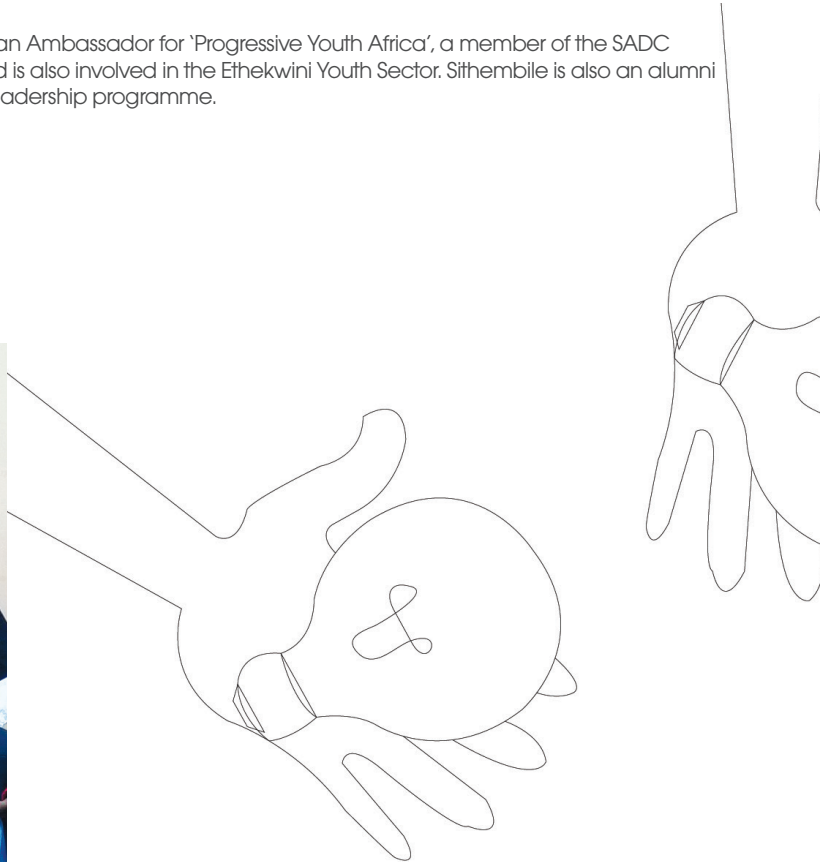 an Ambassador for ‘Progressive Youth Africa’, a member of the SADC
is also involved in the Ethekwini Youth Sector. Sithembile is also an alumni
programme.